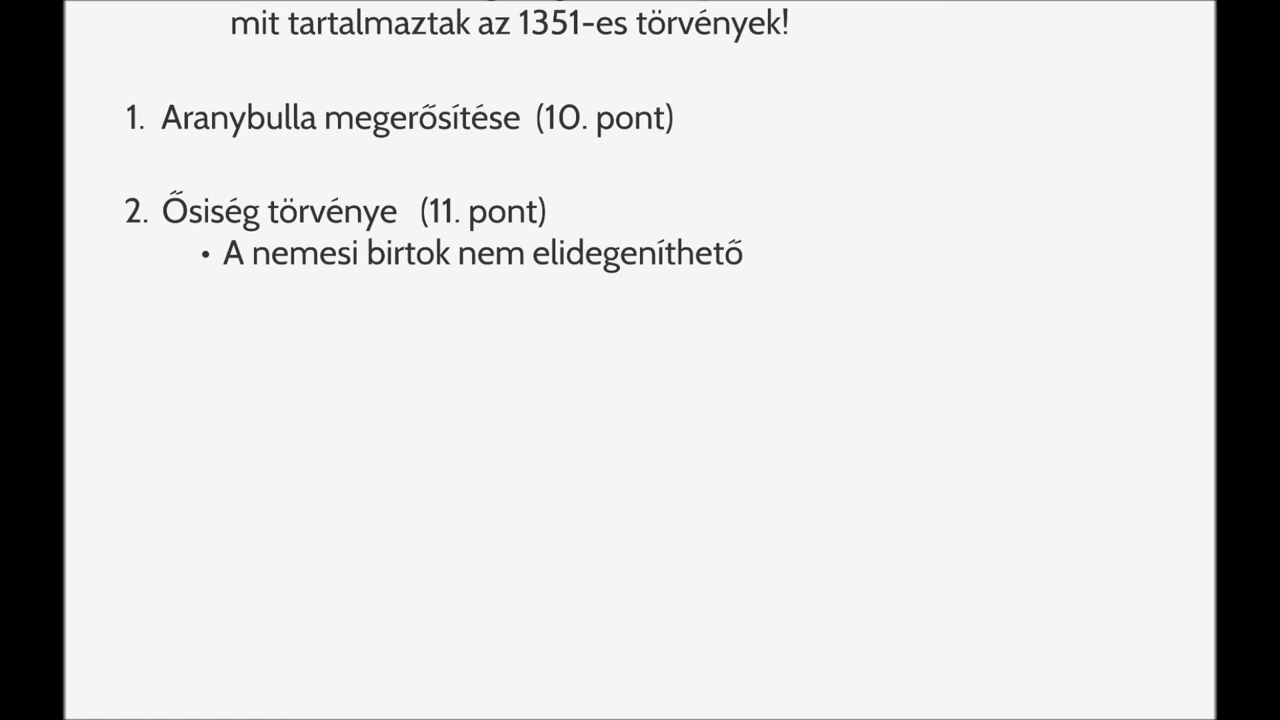 mit tartalmaztak az 1351-es törvények!
1. Aranybulla megerősítése (10. pont)
2. Ősiség törvénye (11. pont)
• A nemesi birtok nem elidegeníthető